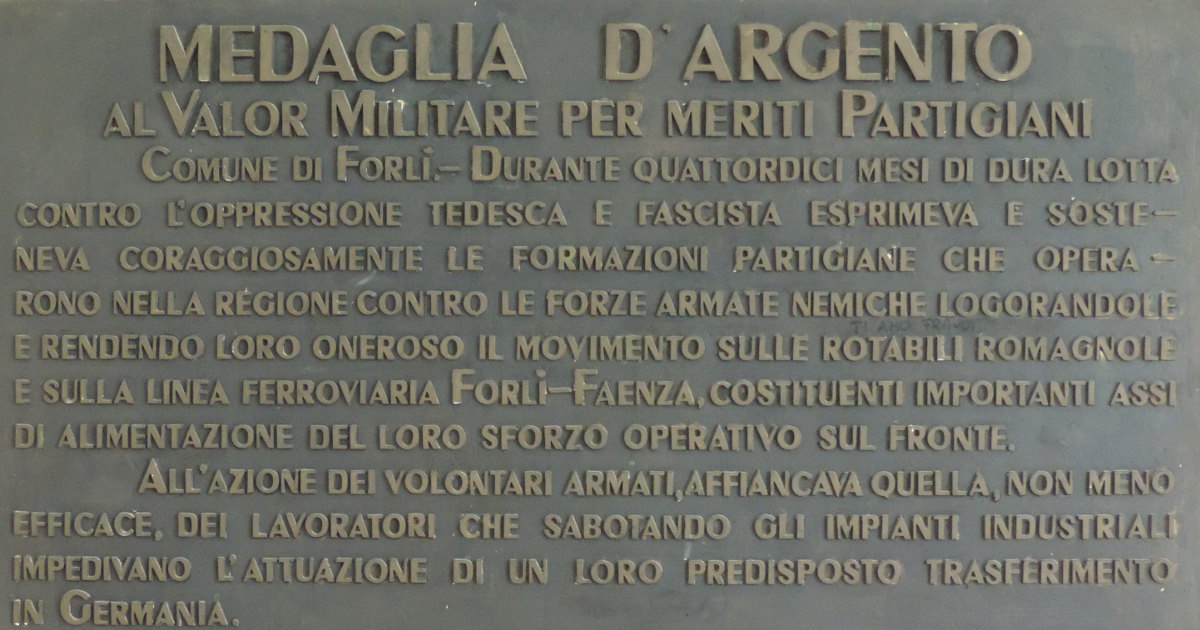 MEDAGLIA D'ARGENTO
AL VALOR MILITARE PER MERITI PARTIGIANI
COMUNE DI FORLÌ.- DURANTE QUATTORDICI MESI DI DURA LOTTA
CONTRO L'OPPRESSIONE TEDESCA E FASCISTA ESPRIMEVA E SOSTE-
NEVA CORAGGIOSAMENTE LE FORMAZIONI PARTIGIANE CHE OPERA-
RONO NELLA REGIONE CONTRO LE FORZE ARMATE NEMICHE LOGORANDOLE
TI AMO
E RENDENDO LORO ONEROSO IL MOVIMENTO SULLE ROTABILI ROMAGNOLE
E SULLA LINEA FERROVIARIA FORLÌ-FAENZA, COSTITUENTI IMPORTANTI ASSI
DI ALIMENTAZIONE DEL LORO SFORZO OPERATIVO SUL FRONTE.
ALL'AZIONE DEI VOLONTARI ARMATI, AFFIANCAVA QUELLA, NON MENO
EFFICACE, DEI LAVORATORI CHE SABOTANDO GLI IMPIANTI INDUSTRIALI
IMPEDIVANO L'ATTUAZIONE DI UN LORO PREDISPOSTO TRASFERIMENTO
IN GERMANIA.